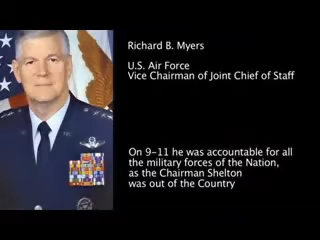 Richard B. Myers
U.S. Air Force
Vice Chairman of Joint Chief of Staff
On 9-11 he was accountable for all
the military forces of the Nation,
as the Chairman Shelton
was out of the Country